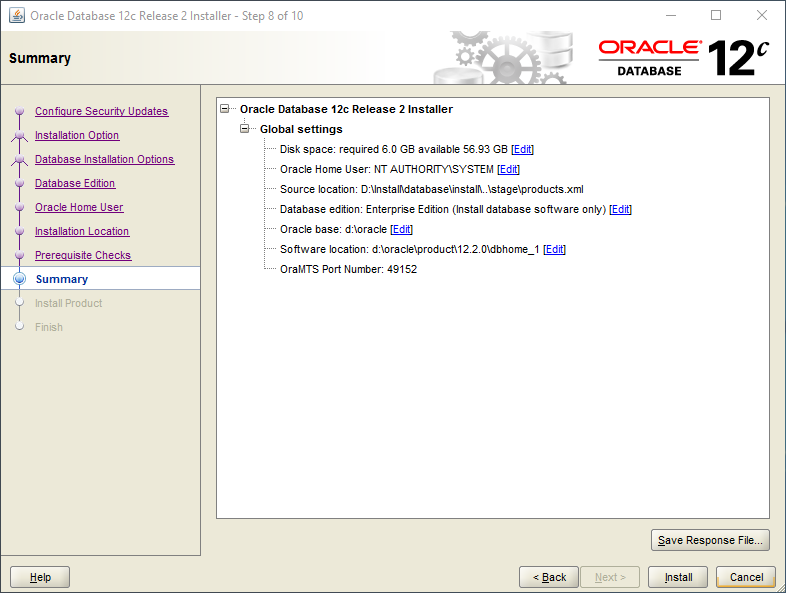 Oracle Database 12c Release 2 Installer - Step 8 of 10
Summary
ORACLE®
DATABASE
12c
Configure Security Updates
Installation Option
Database Installation Options
Database Edition
Oracle Home User
Installation Location
Prerequisite Checks
Summary
Install Product
Finish
Oracle Database 12c Release 2 Installer
Global settings
Disk space: required 6.0 GB available 56.93 GB [Edit]
Oracle Home User: NT AUTHORITY\SYSTEM [Edit]
Source location: D:\Install\database\install\..\stage\products.xml
Database edition: Enterprise Edition (Install database software only) [Edit]
Oracle base: d:\oracle [Edit]
Software location: d:\oracle\product\12.2.0\dbhome_1 [Edit]
OraMTS Port Number: 49152
Save Response File...
Help
< Back
Next >
Install
Cancel